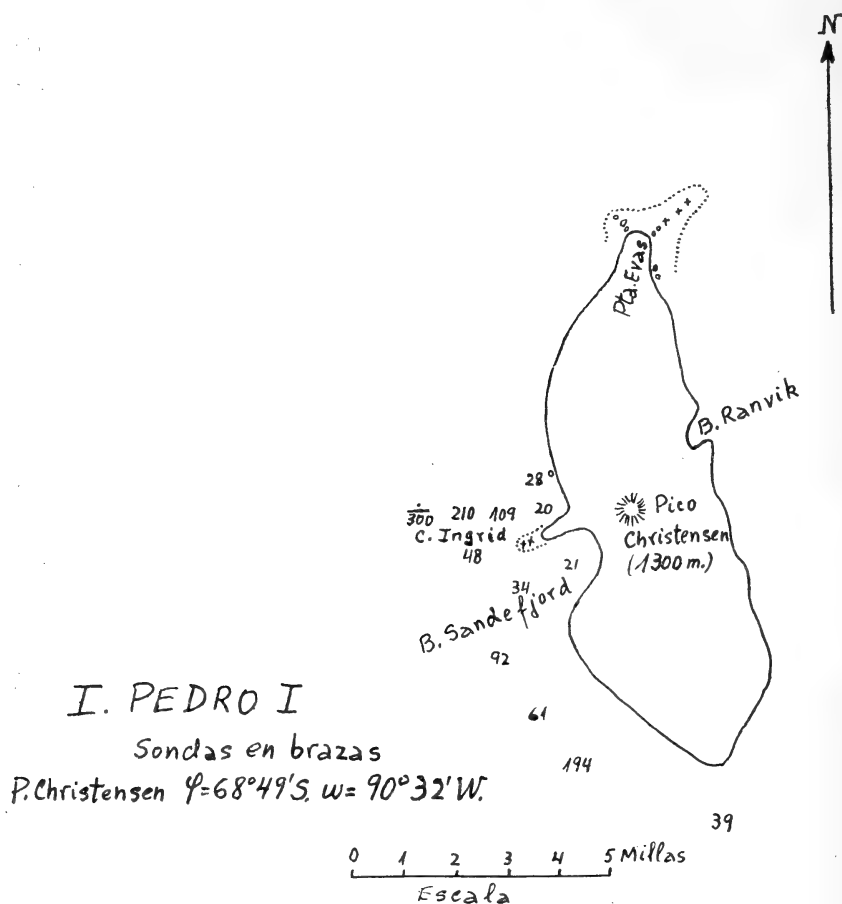 N
Pta. Evas
B. Ranvik
28
300 210 109 20
C. Ingrid
48
Pico
Christensen
(1300 m.)
21
34
B. Sandefjord
92
I. PEDRO I
61
Sondas en brazas
194
P. Christensen φ=68°49'S. w= 90°32'W.
39
0 1 2 3 4 5 Millas
Escala